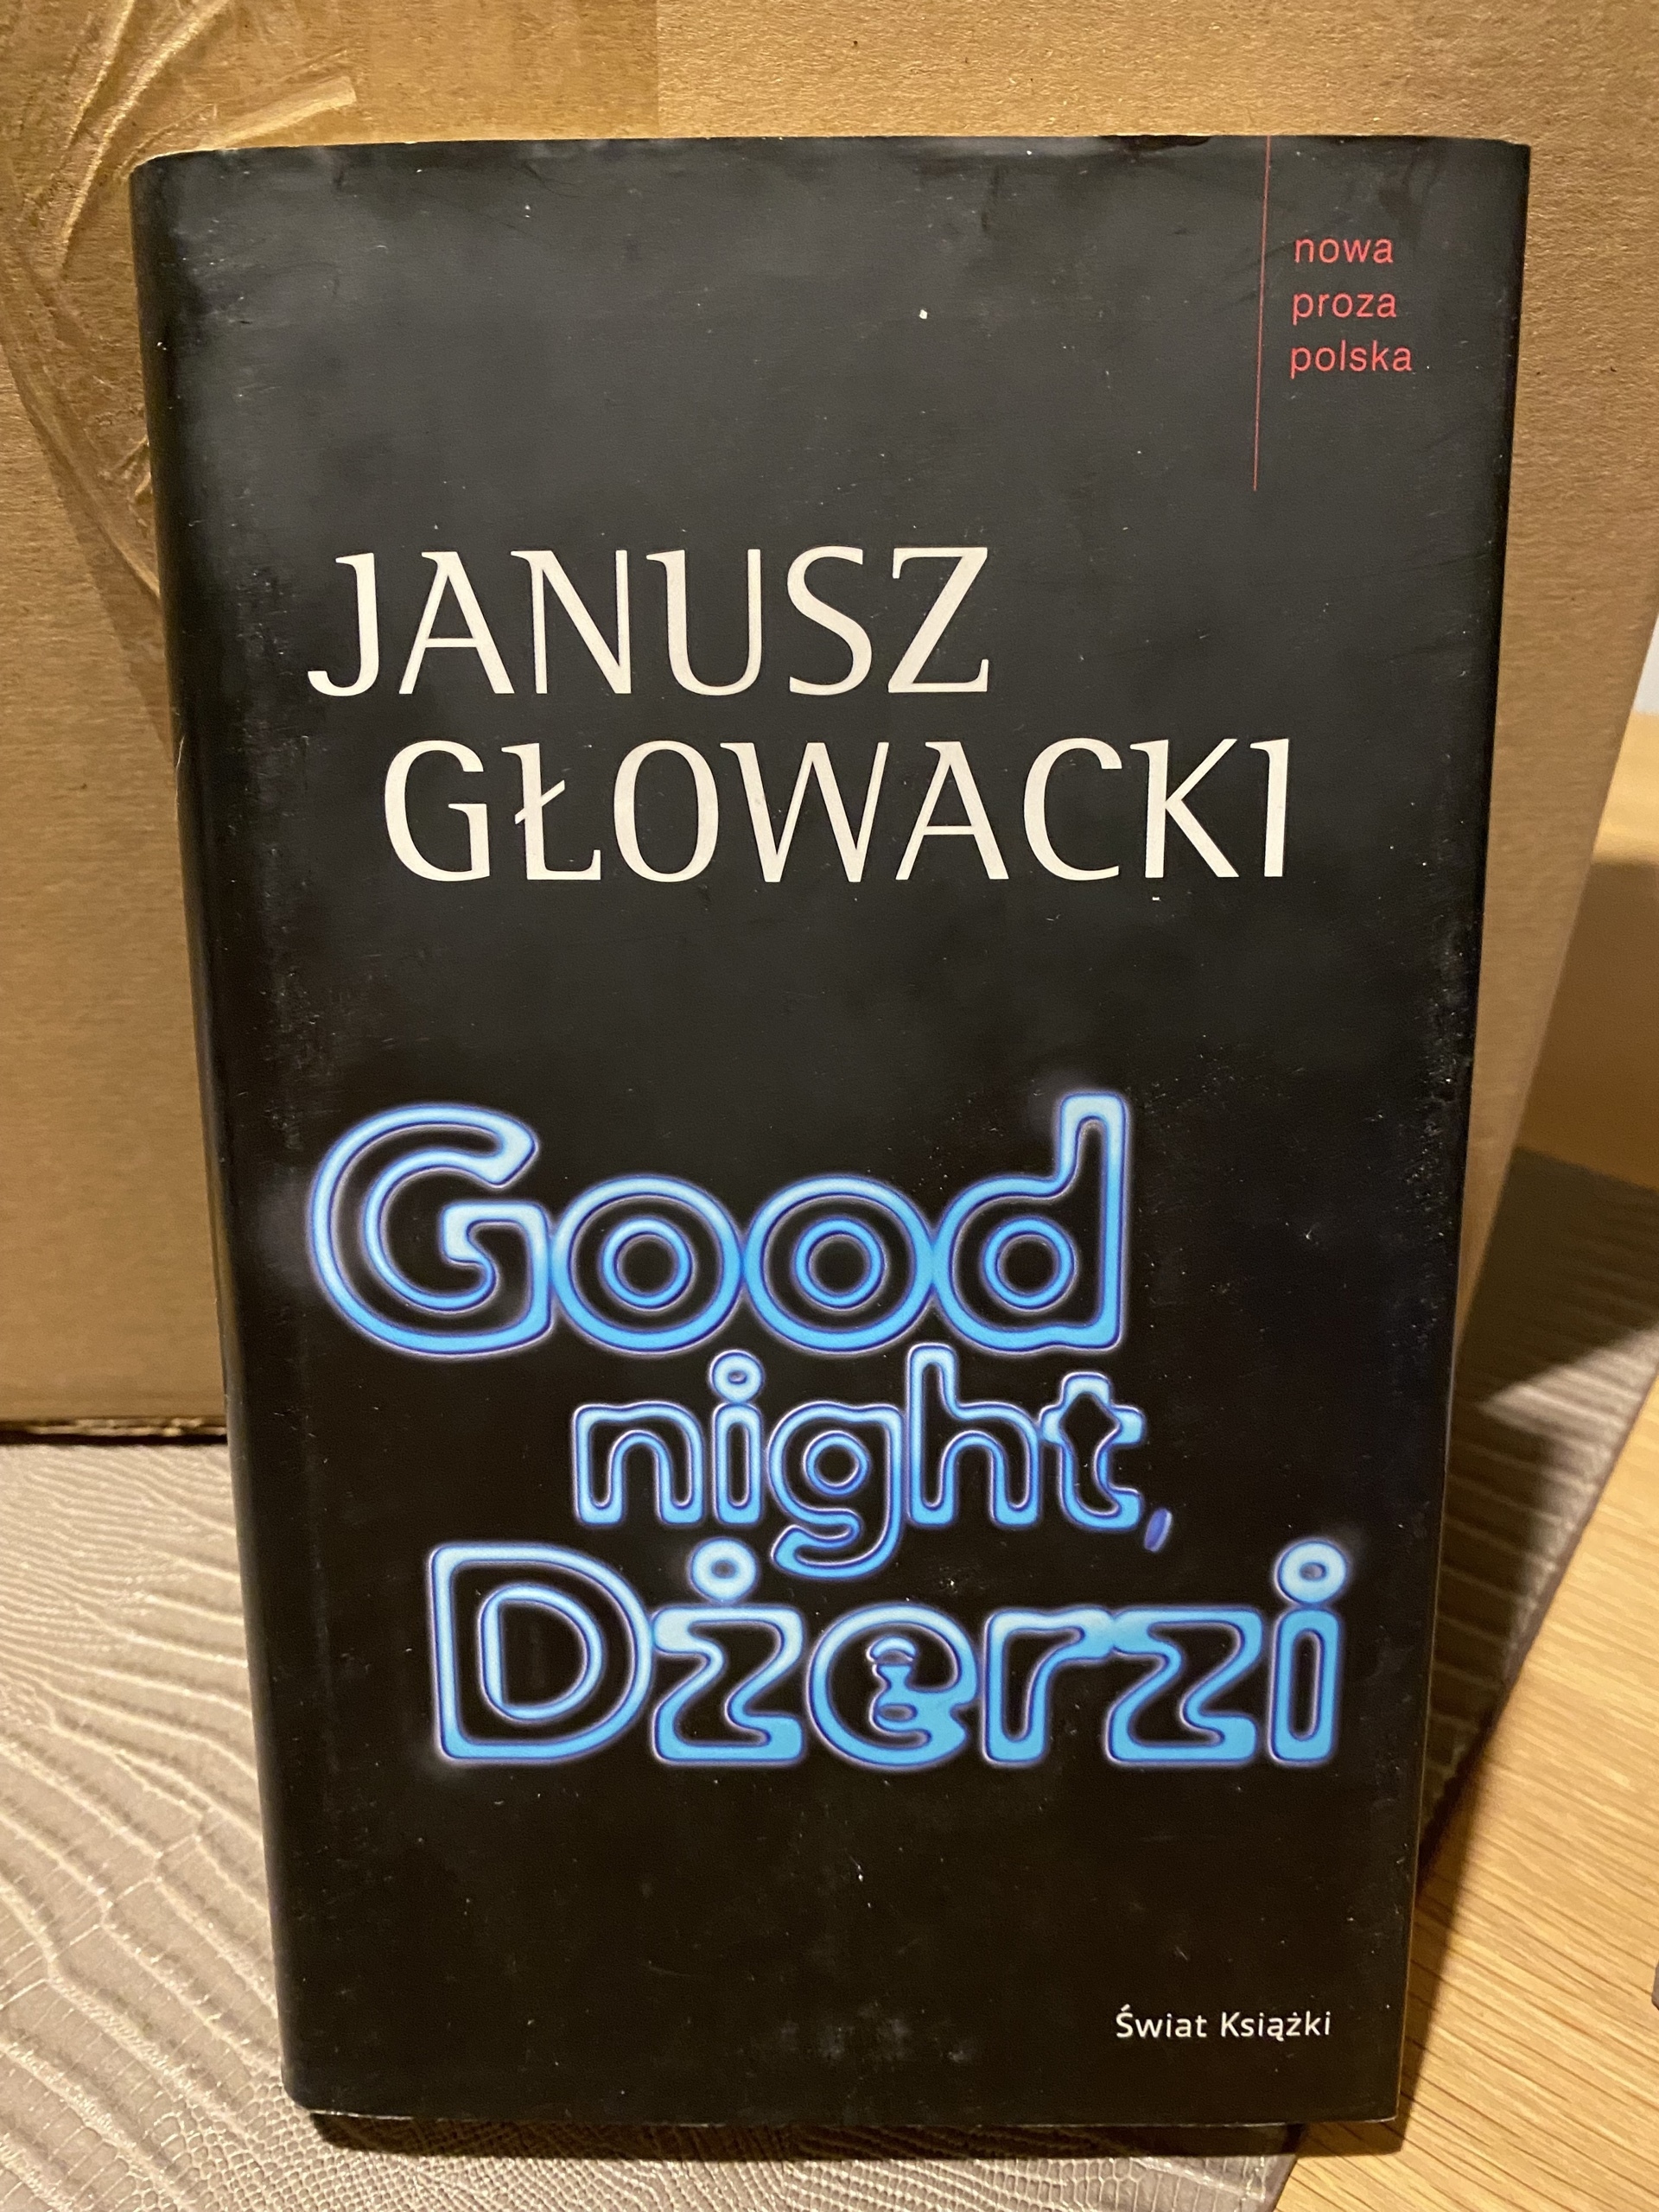 nowa
proza
polska
JANUSZ
GŁOWACKI
Good
night,
Dżerzi
Świat Książki